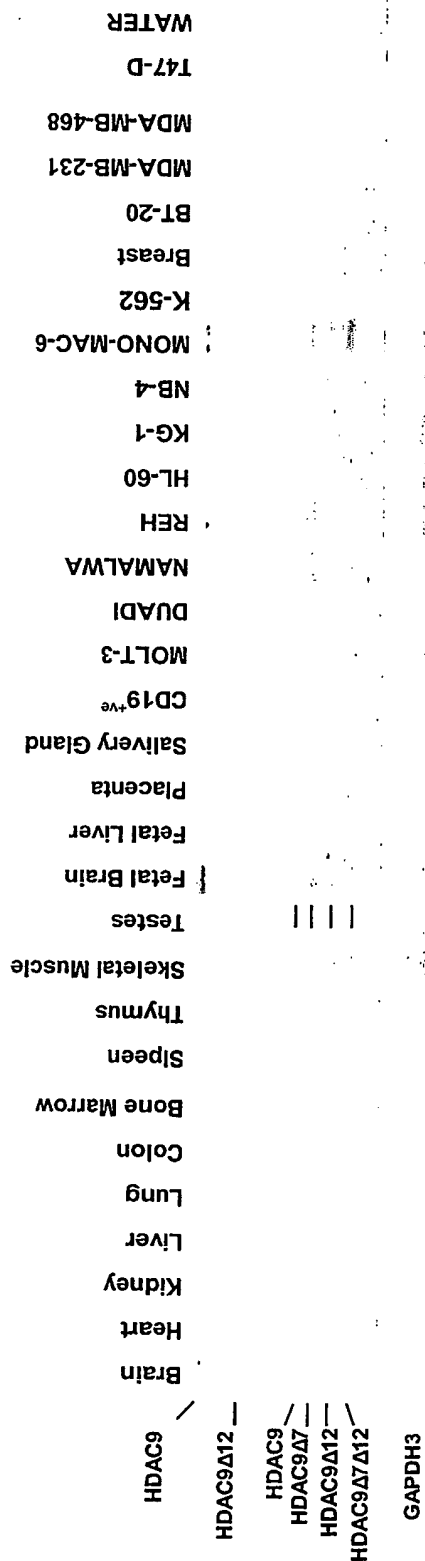 Brain
Heart
Kidney
Liver
Lung
Colon
Bone Marrow
Slpeen
Thymus
Skeletal Muscle
Testes
Fetal Brain
Fetal Liver
Placenta
Salivery Gland
CD19+ve
MOLT-3
DUADI
NAMALWA
REH
HL-60
KG-1
NB-4
MONO-MAC-6
K-562
Breast
BT-20
MDA-MB-231
MDA-MB-468
T47-D
WATER
HDAC9
HDAC9Δ12
HDAC9
HDAC9Δ7
HDAC9Δ12
HDAC9Δ7Δ12
GAPDH3